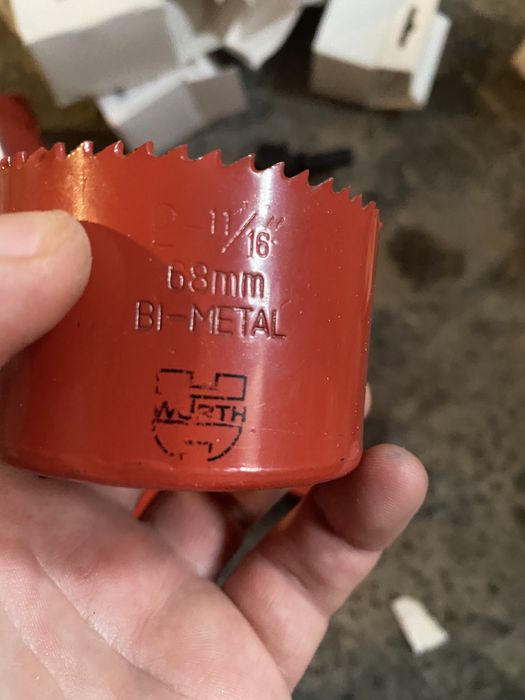 2-11/16"
68mm
BI-METAL
WÜRTH